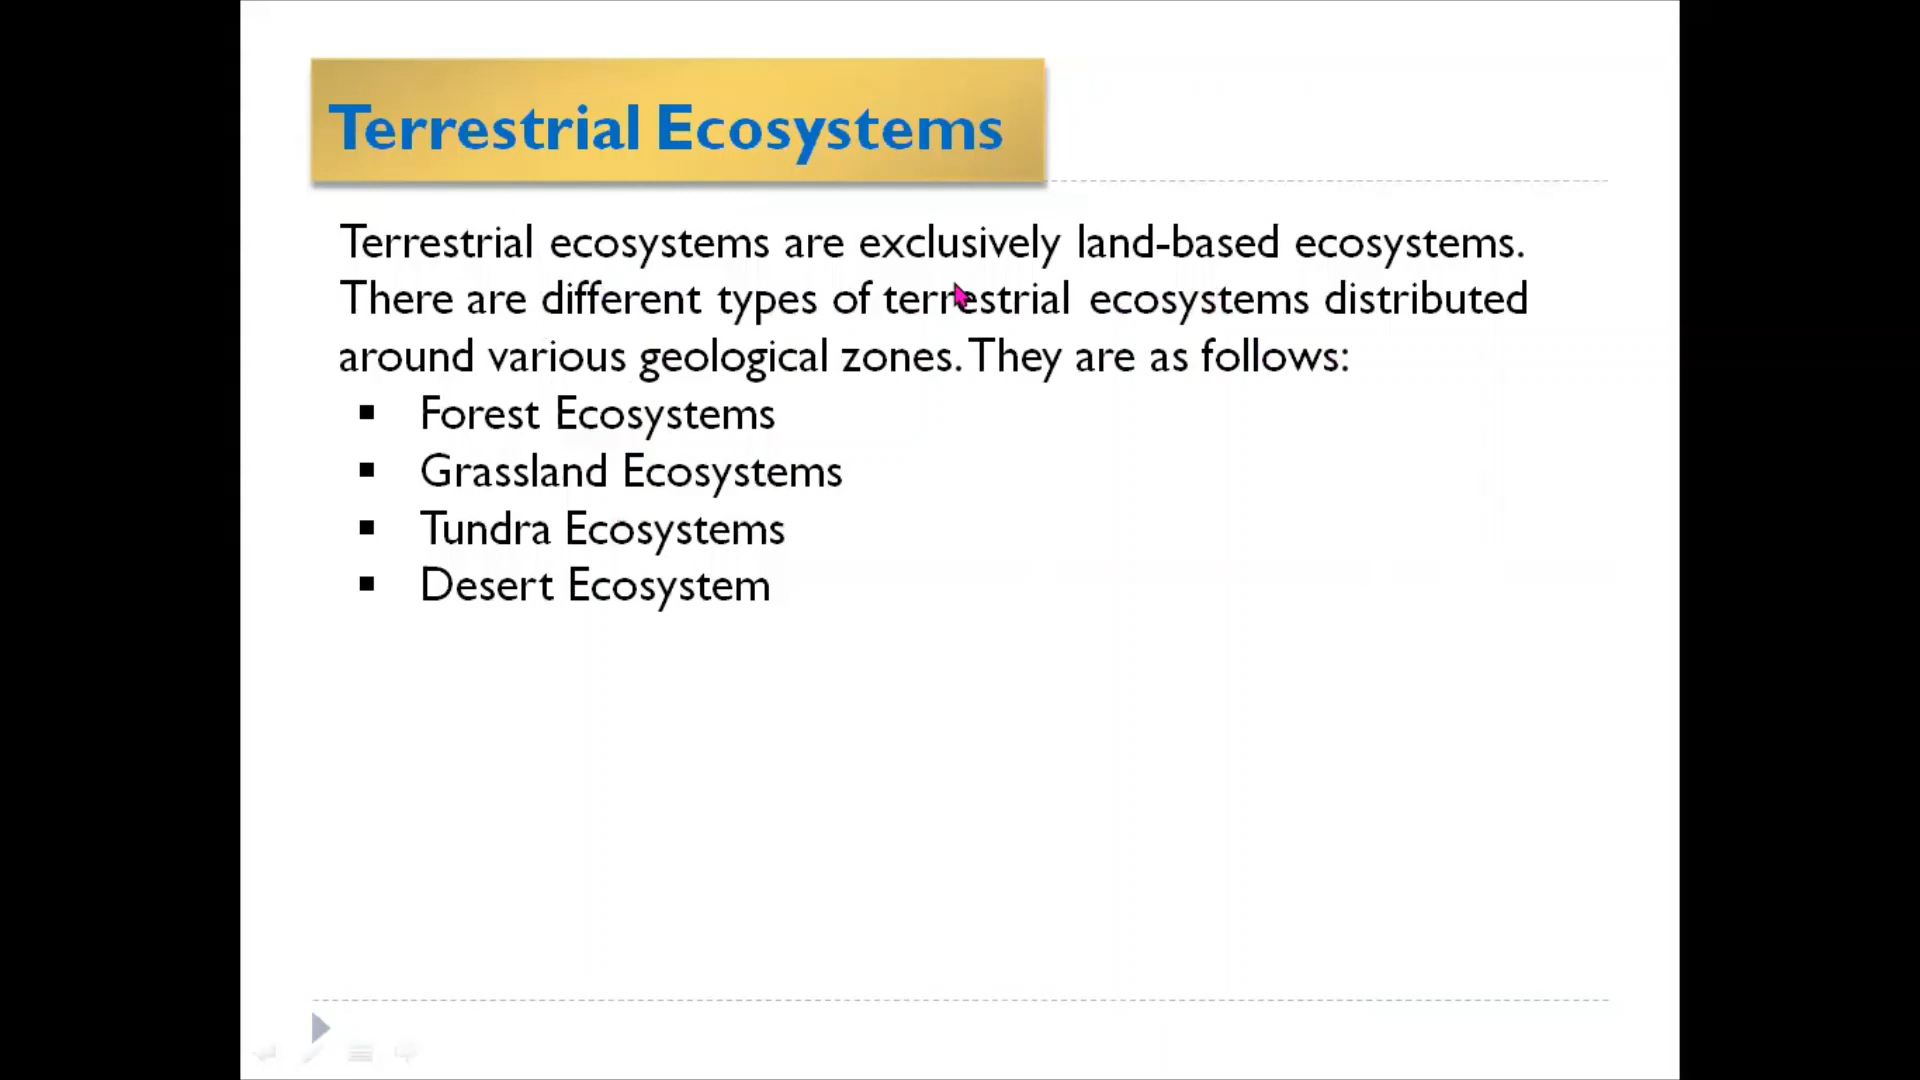 Terrestrial Ecosystems
Terrestrial ecosystems are exclusively land-based ecosystems.
There are different types of terrestrial ecosystems distributed
around various geological zones. They are as follows:
▪ Forest Ecosystems
▪ Grassland Ecosystems
▪ Tundra Ecosystems
▪ Desert Ecosystem